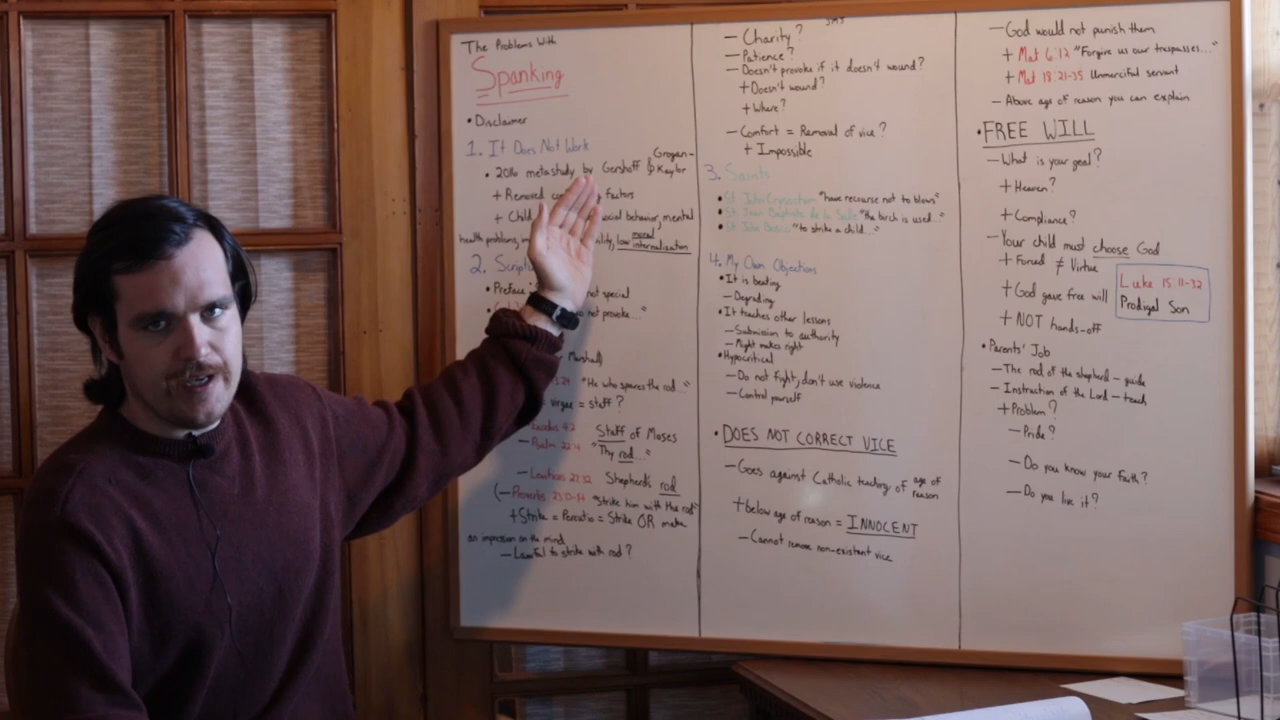 The Problems With
Spanking
• Disclaimer
1. It Does Not Work
• 2016 metastudy by Gershoff & Grogan-Kaylor
+ Removed factors
+ Child social behavior, mental
health problems, low moral internalization
2.
• Preface not special
not provoke..."
Marshall)
"He who spares the rod..."
virgae = staff?
Exodus 4:2 Staff of Moses
— Psalm 22:4 "Thy rod..."
— Leviticus 27:32 Shepherd's rod
(— Proverbs 23:13-14 "Strike him with the rod"
+ Strike = Percutio = Strike OR make
an impression on the mind
— Lawful to strike with rod?
— Charity?
— Patience?
— Doesn't provoke if it doesn't wound?
+ Doesn't wound?
+ Where?
— Comfort = Removal of vice?
+ Impossible
3. Saints
• St. John Chrysostom "have recourse not to blows"
• St. Jean Baptiste de la Salle "the birch is used..."
• St. John Bosco "to strike a child..."
4. My Own Objections
• It is beating
— Degrading
• It teaches other lessons
— Submission to authority
— Might makes right
• Hypocritical
— Do not fight, don't use violence
— Control yourself
• DOES NOT CORRECT VICE
— Goes against Catholic teaching of age of reason
+ below age of reason = INNOCENT
— Cannot remove non-existant vice
— God would not punish them
+ Mat 6:12 "Forgive us our trespasses..."
+ Mat 18:21-35 Unmerciful servant
— Above age of reason you can explain
• FREE WILL
— What is your goal?
+ Heaven?
+ Compliance?
— Your child must choose God
+ Forced ≠ Virtue
+ God gave free will
+ NOT hands-off
Luke 15:11-32
Prodigal Son
• Parents' Job
— The rod of the shepherd — guide
— Instruction of the Lord — teach
+ Problem?
— Pride?
— Do you know your Faith?
— Do you live it?